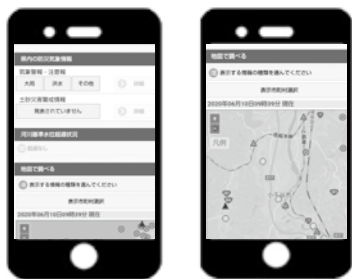 県内の防災気象情報
気象警報・注意報
大雨 洪水 その他 詳細
土砂災害警戒情報
発表されていません 詳細
河川基準水位超過状況
超過なし
地図で調べる
表示する情報の種類を選んでください
表示市町村選択
2020年06月10日09時39分 現在
地図で調べる
表示する情報の種類を選んでください
表示市町村選択
2020年06月10日09時39分 現在
+
-
凡例